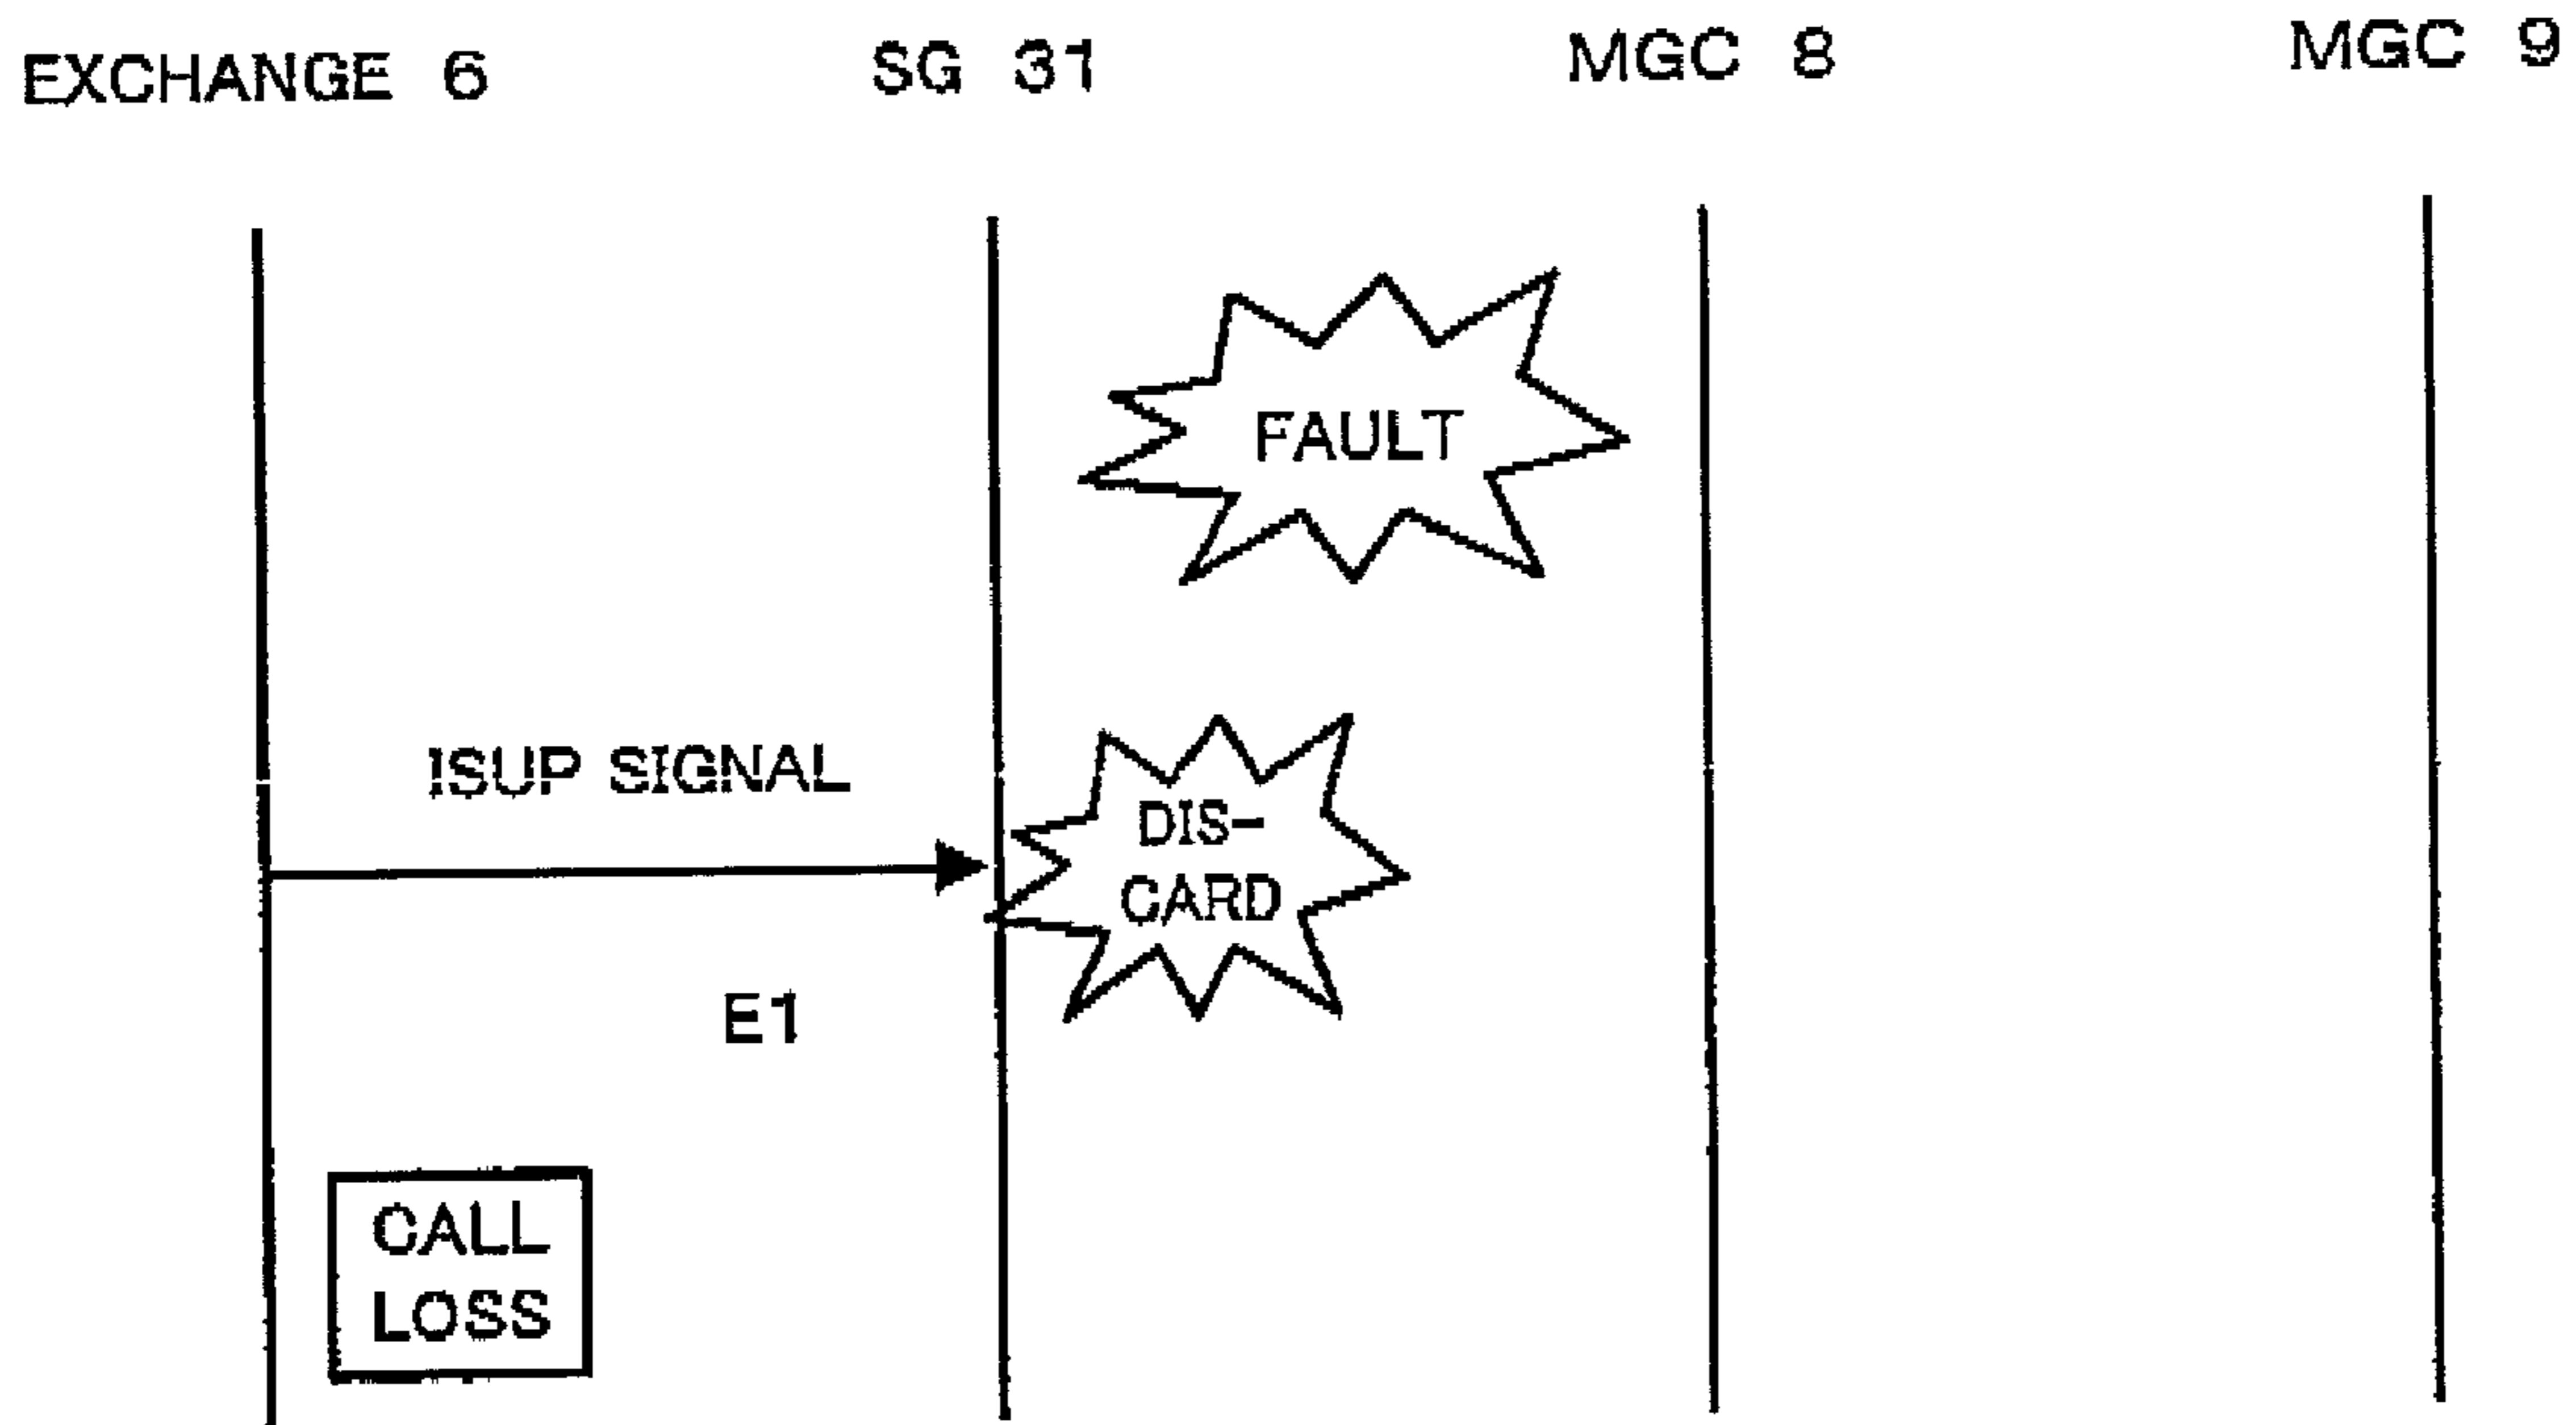 EXCHANGE 6
SG 31
MGC 8
MGC 9
FAULT
ISUP SIGNAL
DIS-
CARD
E1
CALL
LOSS